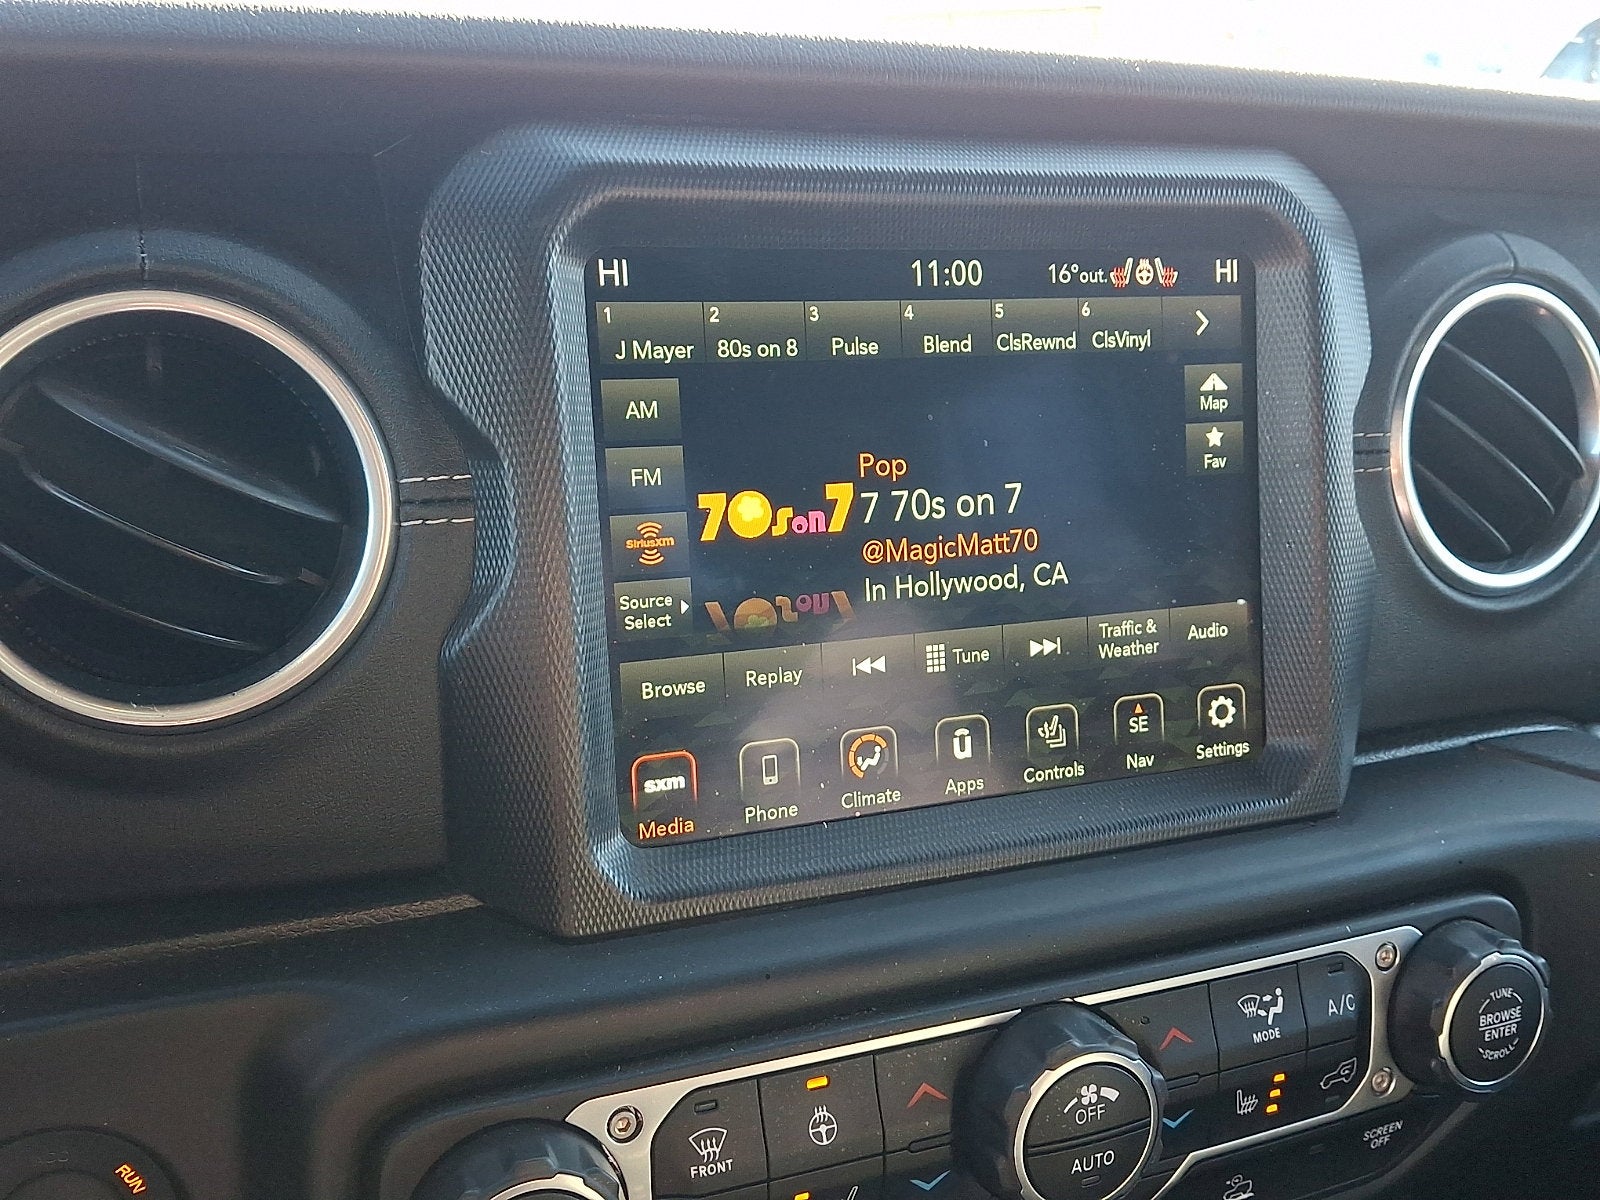 HI 11:00 16° out. HI
1 2 3 4 5 6
J Mayer 80s on 8 Pulse Blend ClsRewnd ClsVinyl
AM
Map
FM
Fav
Pop
70s on 7
7 70s on 7
SiriusXM
@MagicMatt70
In Hollywood, CA
Source
Select
Browse Replay Tune Traffic &
Weather Audio
sxm
Media Phone Climate Apps Controls
SE
Nav Settings
TUNE
BROWSE
ENTER
SCROLL
MODE A/C
OFF
AUTO
FRONT
SCREEN
OFF
RUN